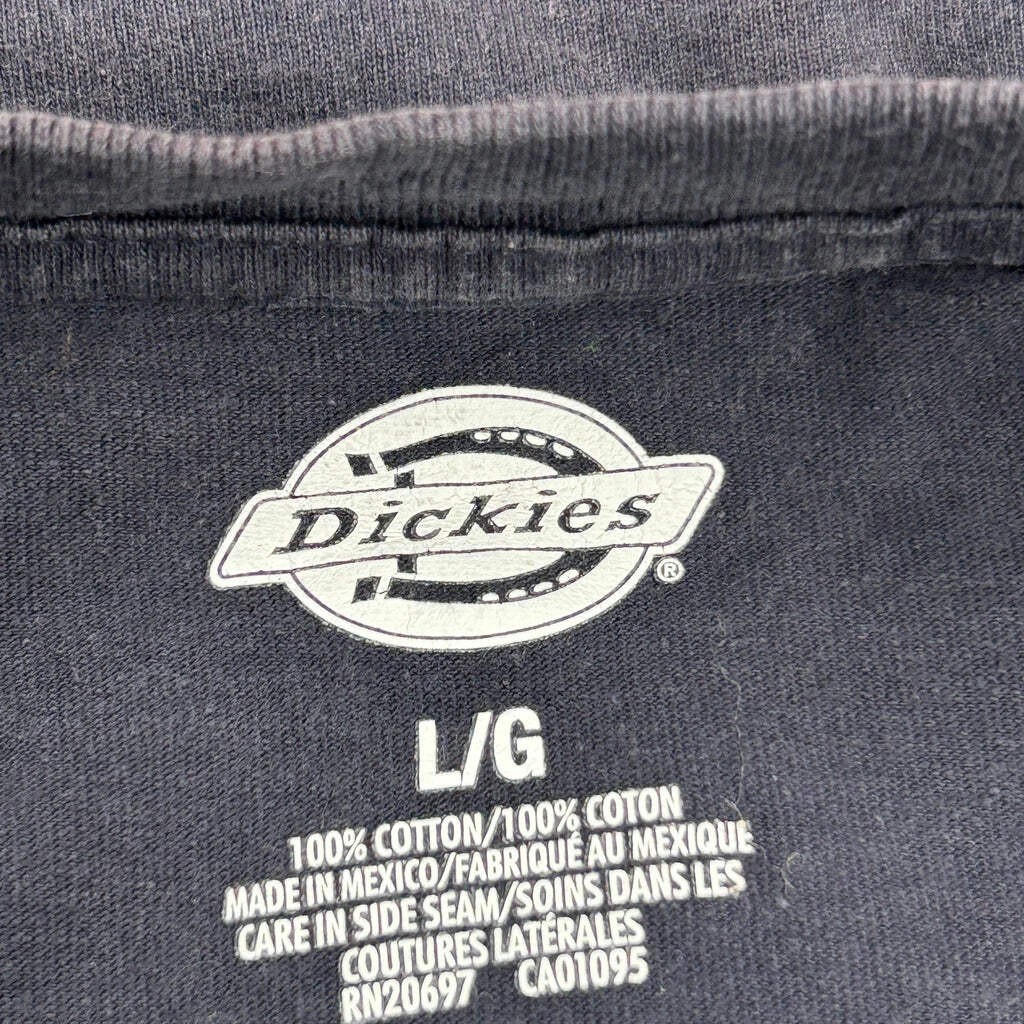 Dickies
®
L/G
100% COTTON/100% COTON
MADE IN MEXICO/FABRIQUÉ AU MEXIQUE
CARE IN SIDE SEAM/SOINS DANS LES
COUTURES LATÉRALES
RN20697 CA01095